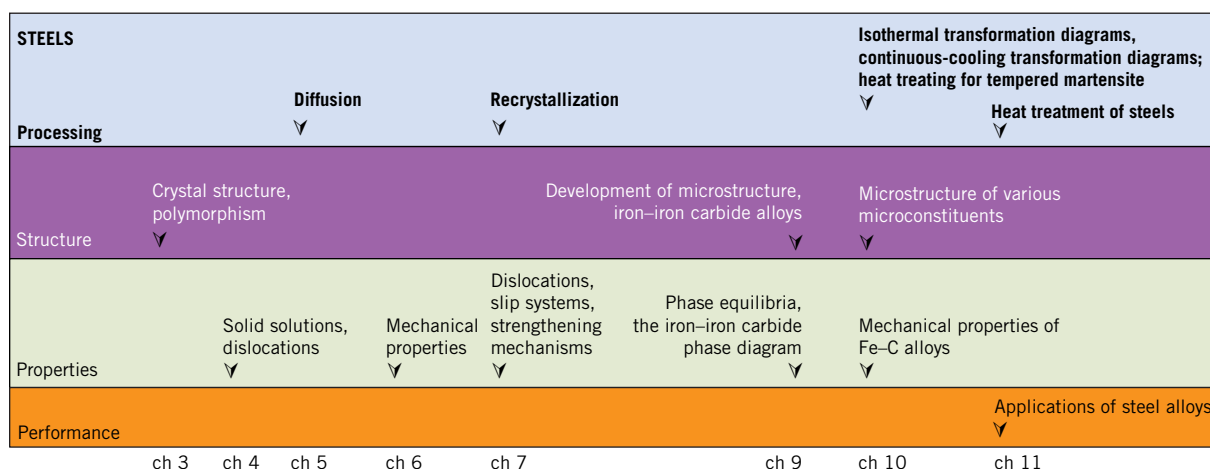 STEELS
Isothermal transformation diagrams,
continuous-cooling transformation diagrams;
heat treating for tempered martensite
Diffusion
Recrystallization
Heat treatment of steels
Processing
Crystal structure,
polymorphism
Development of microstructure,
iron–iron carbide alloys
Microstructure of various
microconstituents
Structure
Solid solutions,
dislocations
Mechanical
properties
Dislocations,
slip systems,
strengthening
mechanisms
Phase equilibria,
the iron–iron carbide
phase diagram
Mechanical properties of
Fe–C alloys
Properties
Applications of steel alloys
Performance
ch 3 ch 4 ch 5 ch 6 ch 7 ch 9 ch 10 ch 11